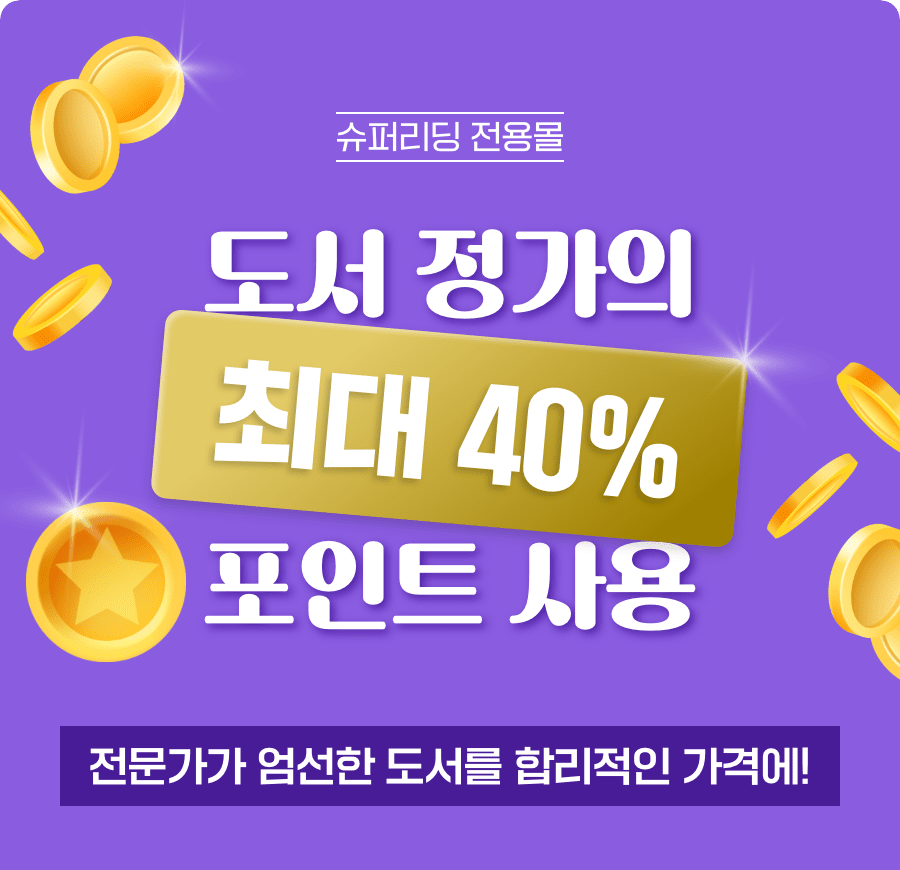 슈퍼리딩 전용몰
도서 정가의
최대 40%
포인트 사용
전문가가 엄선한 도서를 합리적인 가격에!